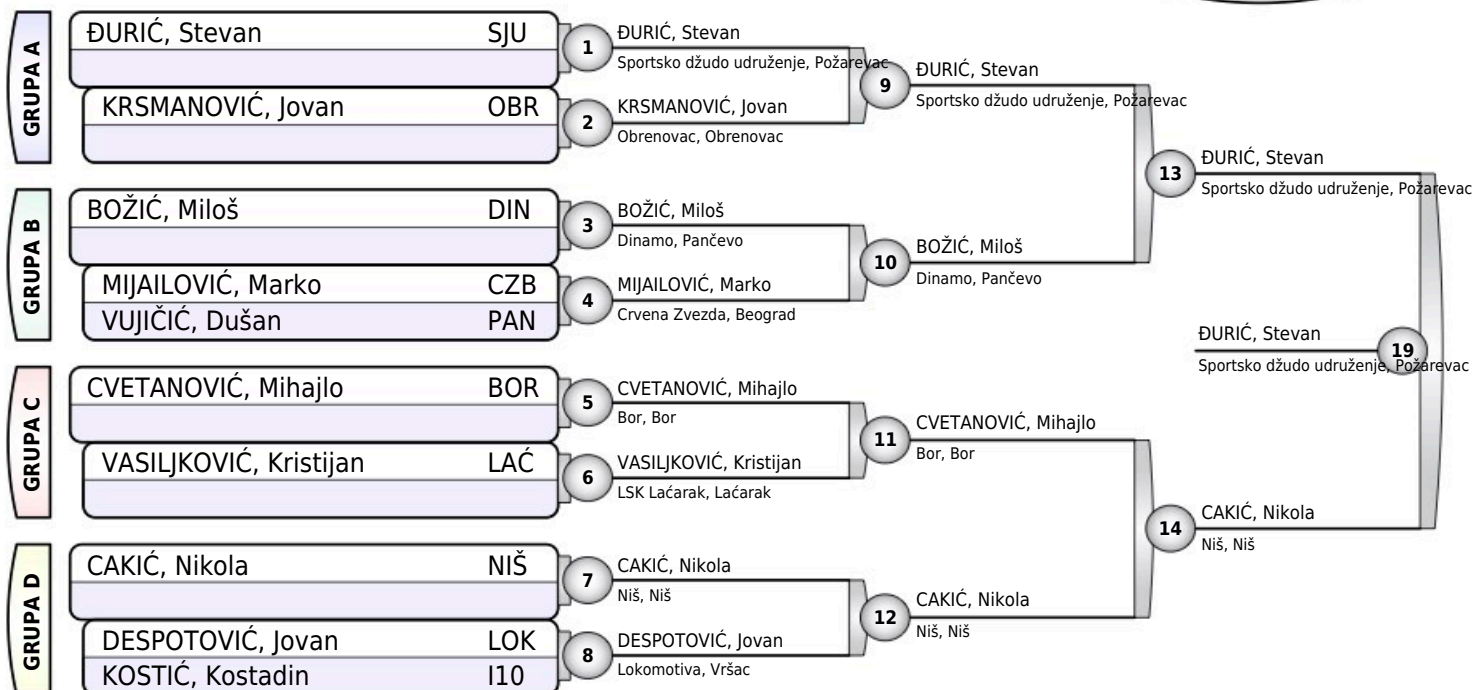 GRUPA A
ĐURIĆ, Stevan SJU
KRSMANOVIĆ, Jovan OBR
GRUPA B
BOŽIĆ, Miloš DIN
MIJAILOVIĆ, Marko CZB
VUJIČIĆ, Dušan PAN
GRUPA C
CVETANOVIĆ, Mihajlo BOR
VASILJKOVIĆ, Kristijan LAĆ
GRUPA D
CAKIĆ, Nikola NIŠ
DESPOTOVIĆ, Jovan LOK
KOSTIĆ, Kostadin I10
1
ĐURIĆ, Stevan
Sportsko džudo udruženje, Požarevac
2
KRSMANOVIĆ, Jovan
Obrenovac, Obrenovac
3
BOŽIĆ, Miloš
Dinamo, Pančevo
4
MIJAILOVIĆ, Marko
Crvena Zvezda, Beograd
5
CVETANOVIĆ, Mihajlo
Bor, Bor
6
VASILJKOVIĆ, Kristijan
LSK Laćarak, Laćarak
7
CAKIĆ, Nikola
Niš, Niš
8
DESPOTOVIĆ, Jovan
Lokomotiva, Vršac
9
ĐURIĆ, Stevan
Sportsko džudo udruženje, Požarevac
10
BOŽIĆ, Miloš
Dinamo, Pančevo
11
CVETANOVIĆ, Mihajlo
Bor, Bor
12
CAKIĆ, Nikola
Niš, Niš
13
ĐURIĆ, Stevan
Sportsko džudo udruženje, Požarevac
14
CAKIĆ, Nikola
Niš, Niš
19
ĐURIĆ, Stevan
Sportsko džudo udruženje, Požarevac